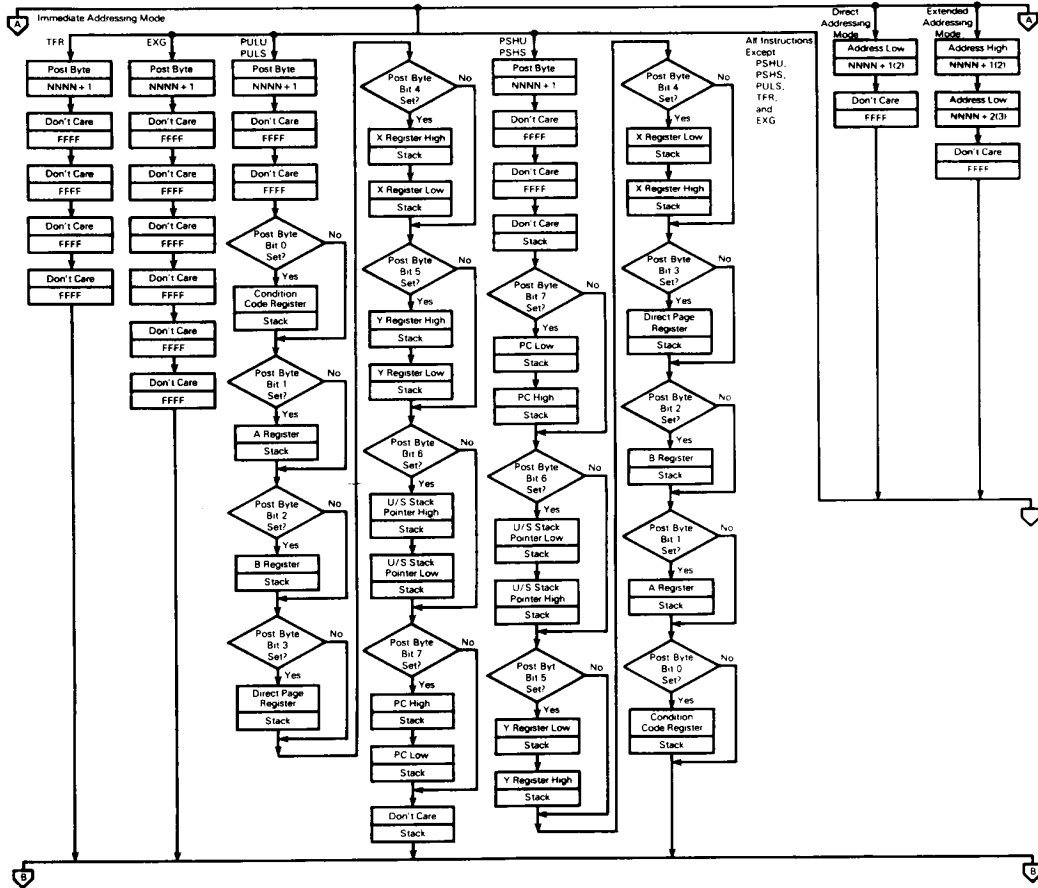 A
Immediate Addressing Mode
A
TFR
Post Byte
NNNN + 1
Don't Care
FFFF
Don't Care
FFFF
Don't Care
FFFF
Don't Care
FFFF
EXG
Post Byte
NNNN + 1
Don't Care
FFFF
Don't Care
FFFF
Don't Care
FFFF
Don't Care
FFFF
Don't Care
FFFF
Don't Care
FFFF
PULU
PULS
Post Byte
NNNN + 1
Don't Care
FFFF
Don't Care
FFFF
Post Byte
Bit 0
Set?
No
Yes
Condition
Code Register
Stack
Post Byte
Bit 1
Set?
No
Yes
A Register
Stack
Post Byte
Bit 2
Set?
No
Yes
B Register
Stack
Post Byte
Bit 3
Set?
No
Yes
Direct Page
Register
Stack
Post Byte
Bit 4
Set?
No
Yes
X Register High
Stack
X Register Low
Stack
Post Byte
Bit 5
Set?
No
Yes
Y Register High
Stack
Y Register Low
Stack
Post Byte
Bit 6
Set?
No
Yes
U/S Stack
Pointer High
Stack
U/S Stack
Pointer Low
Stack
Post Byte
Bit 7
Set?
No
Yes
PC High
Stack
PC Low
Stack
Don't Care
Stack
PSHU
PSHS
Post Byte
NNNN + 1
Don't Care
FFFF
Don't Care
FFFF
Don't Care
Stack
Post Byte
Bit 7
Set?
No
Yes
PC Low
Stack
PC High
Stack
Post Byte
Bit 6
Set?
No
Yes
U/S Stack
Pointer Low
Stack
U/S Stack
Pointer High
Stack
Post Byt
Bit 5
Set?
No
Yes
Y Register Low
Stack
Y Register High
Stack
Post Byte
Bit 4
Set?
No
Yes
X Register Low
Stack
X Register High
Stack
Post Byte
Bit 3
Set?
No
Yes
Direct Page
Register
Stack
Post Byte
Bit 2
Set?
No
Yes
B Register
Stack
Post Byte
Bit 1
Set?
No
Yes
A Register
Stack
Post Byte
Bit 0
Set?
No
Yes
Condition
Code Register
Stack
All Instructions
Except
PSHU,
PSHS,
PULS,
TFR,
and
EXG
Direct
Addressing
Mode
Address Low
NNNN + 1(2)
Don't Care
FFFF
Extended
Addressing
Mode
Address High
NNNN + 1(2)
Address Low
NNNN + 2(3)
Don't Care
FFFF
B
B